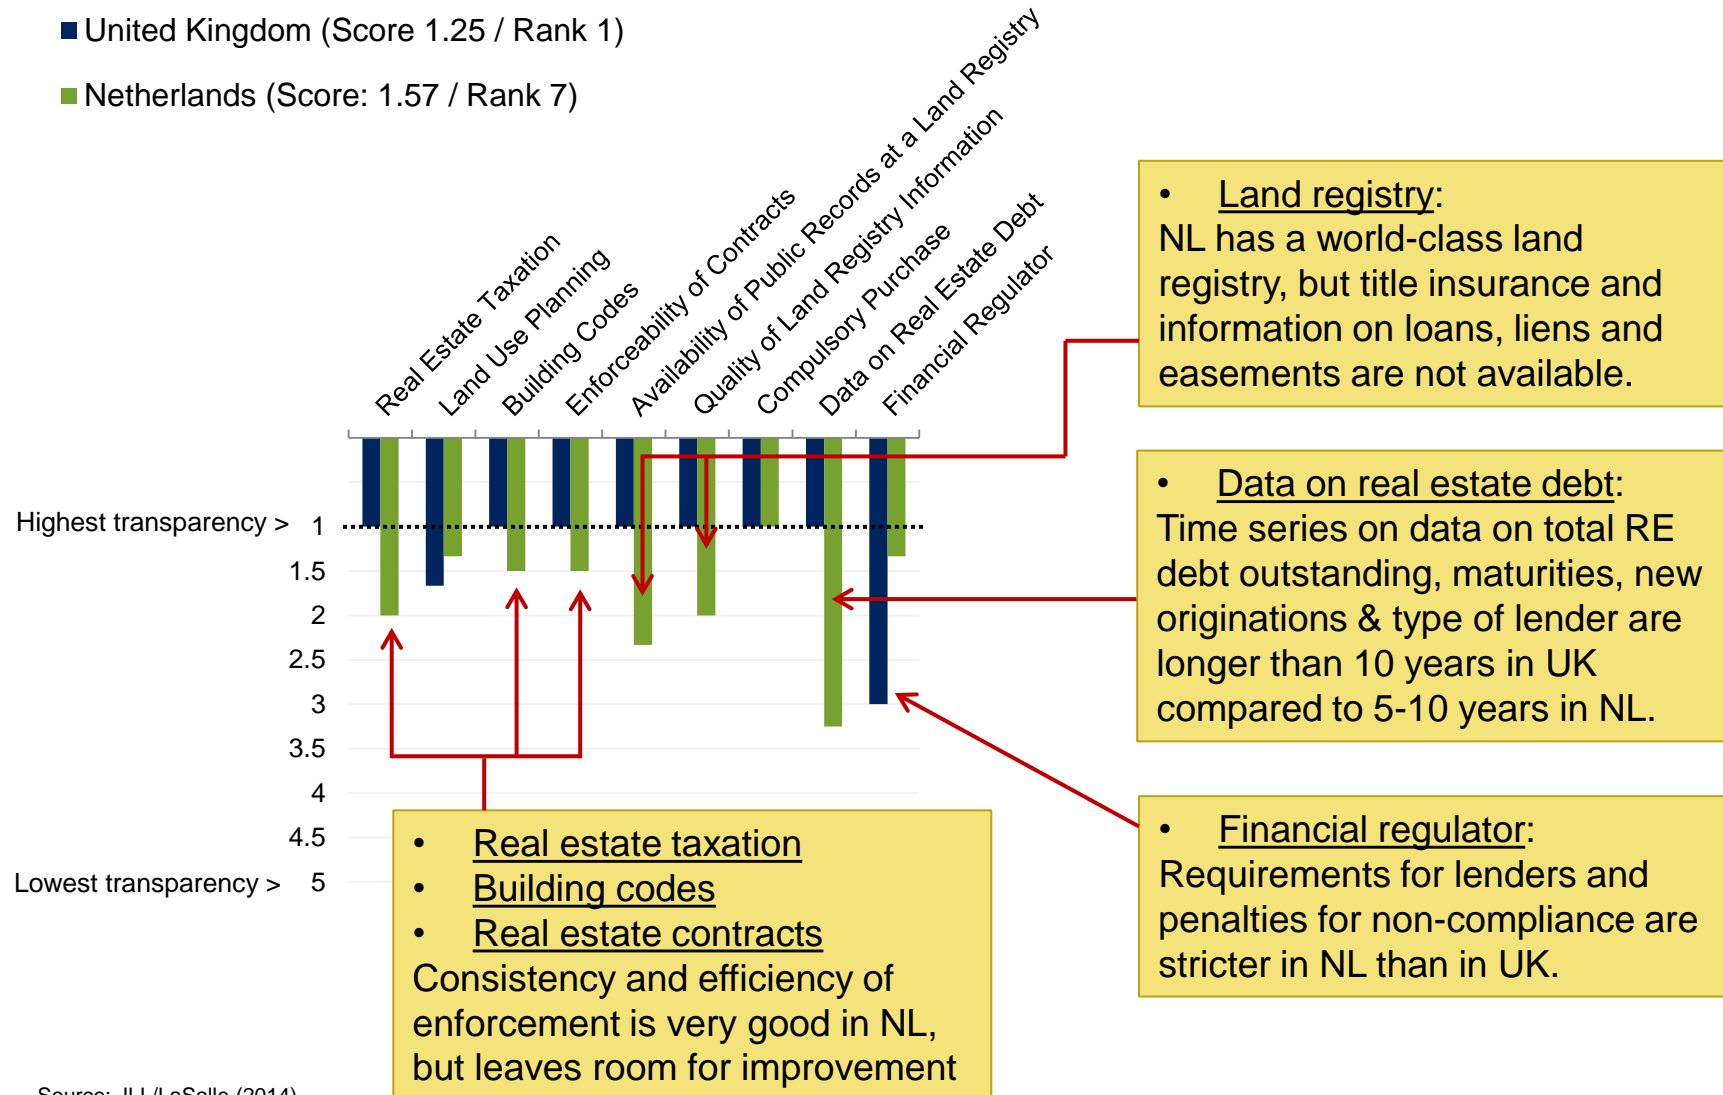 United Kingdom (Score 1.25 / Rank 1)
Netherlands (Score: 1.57 / Rank 7)
Real Estate Taxation
Land Use Planning
Building Codes
Enforceability of Contracts
Availability of Public Records at a Land Registry
Quality of Land Registry Information
Compulsory Purchase
Data on Real Estate Debt
Financial Regulator
Highest transparency > 1
1.5
2
2.5
3
3.5
4
4.5
Lowest transparency > 5
• Land registry:
NL has a world-class land
registry, but title insurance and
information on loans, liens and
easements are not available.
• Data on real estate debt:
Time series on data on total RE
debt outstanding, maturities, new
originations & type of lender are
longer than 10 years in UK
compared to 5-10 years in NL.
• Financial regulator:
Requirements for lenders and
penalties for non-compliance are
stricter in NL than in UK.
• Real estate taxation
• Building codes
• Real estate contracts
Consistency and efficiency of
enforcement is very good in NL,
but leaves room for improvement
Source: JLL/LaSalle (2014)